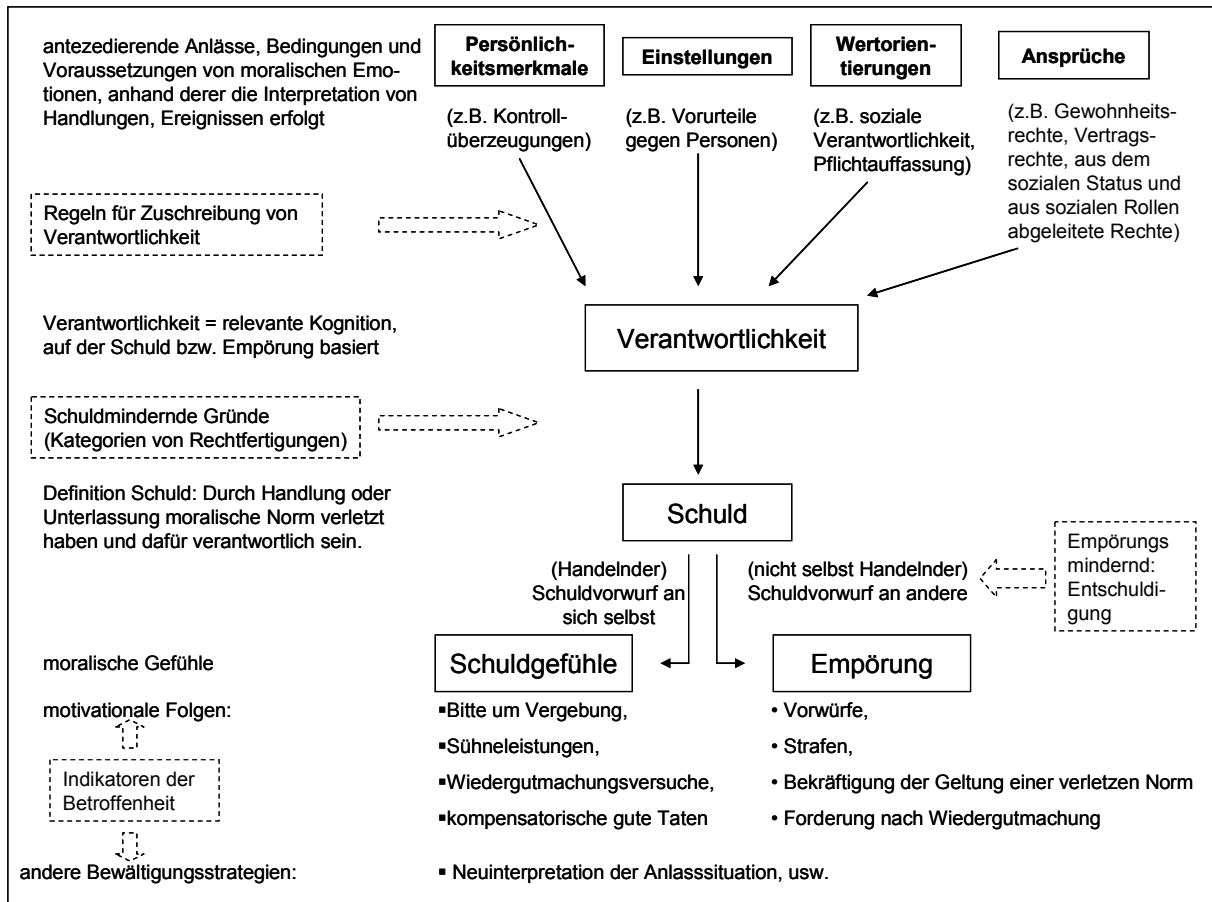 antezedierende Anlässe, Bedingungen und
Voraussetzungen von moralischen Emo-
tionen, anhand derer die Interpretation von
Handlungen, Ereignissen erfolgt
Persönlich-
keitsmerkmale
(z.B. Kontroll-
überzeugungen)
Einstellungen
(z.B. Vorurteile
gegen Personen)
Wertorien-
tierungen
(z.B. soziale
Verantwortlichkeit,
Pflichtauffassung)
Ansprüche
(z.B. Gewohnheits-
rechte, Vertrags-
rechte, aus dem
sozialen Status und
aus sozialen Rollen
abgeleitete Rechte)
Regeln für Zuschreibung von
Verantwortlichkeit
Verantwortlichkeit = relevante Kognition,
auf der Schuld bzw. Empörung basiert
Verantwortlichkeit
Schuldmindernde Gründe
(Kategorien von Rechtfertigungen)
Definition Schuld: Durch Handlung oder
Unterlassung moralische Norm verletzt
haben und dafür verantwortlich sein.
Schuld
(Handelnder)
Schuldvorwurf an
sich selbst
(nicht selbst Handelnder)
Schuldvorwurf an andere
Empörungs
mindernd:
Entschuldi-
gung
moralische Gefühle
Schuldgefühle
Empörung
motivationale Folgen:
▪Bitte um Vergebung,
▪Sühneleistungen,
▪Wiedergutmachungsversuche,
▪kompensatorische gute Taten
• Vorwürfe,
• Strafen,
• Bekräftigung der Geltung einer verletzen Norm
• Forderung nach Wiedergutmachung
Indikatoren der
Betroffenheit
andere Bewältigungsstrategien:
▪ Neuinterpretation der Anlasssituation, usw.